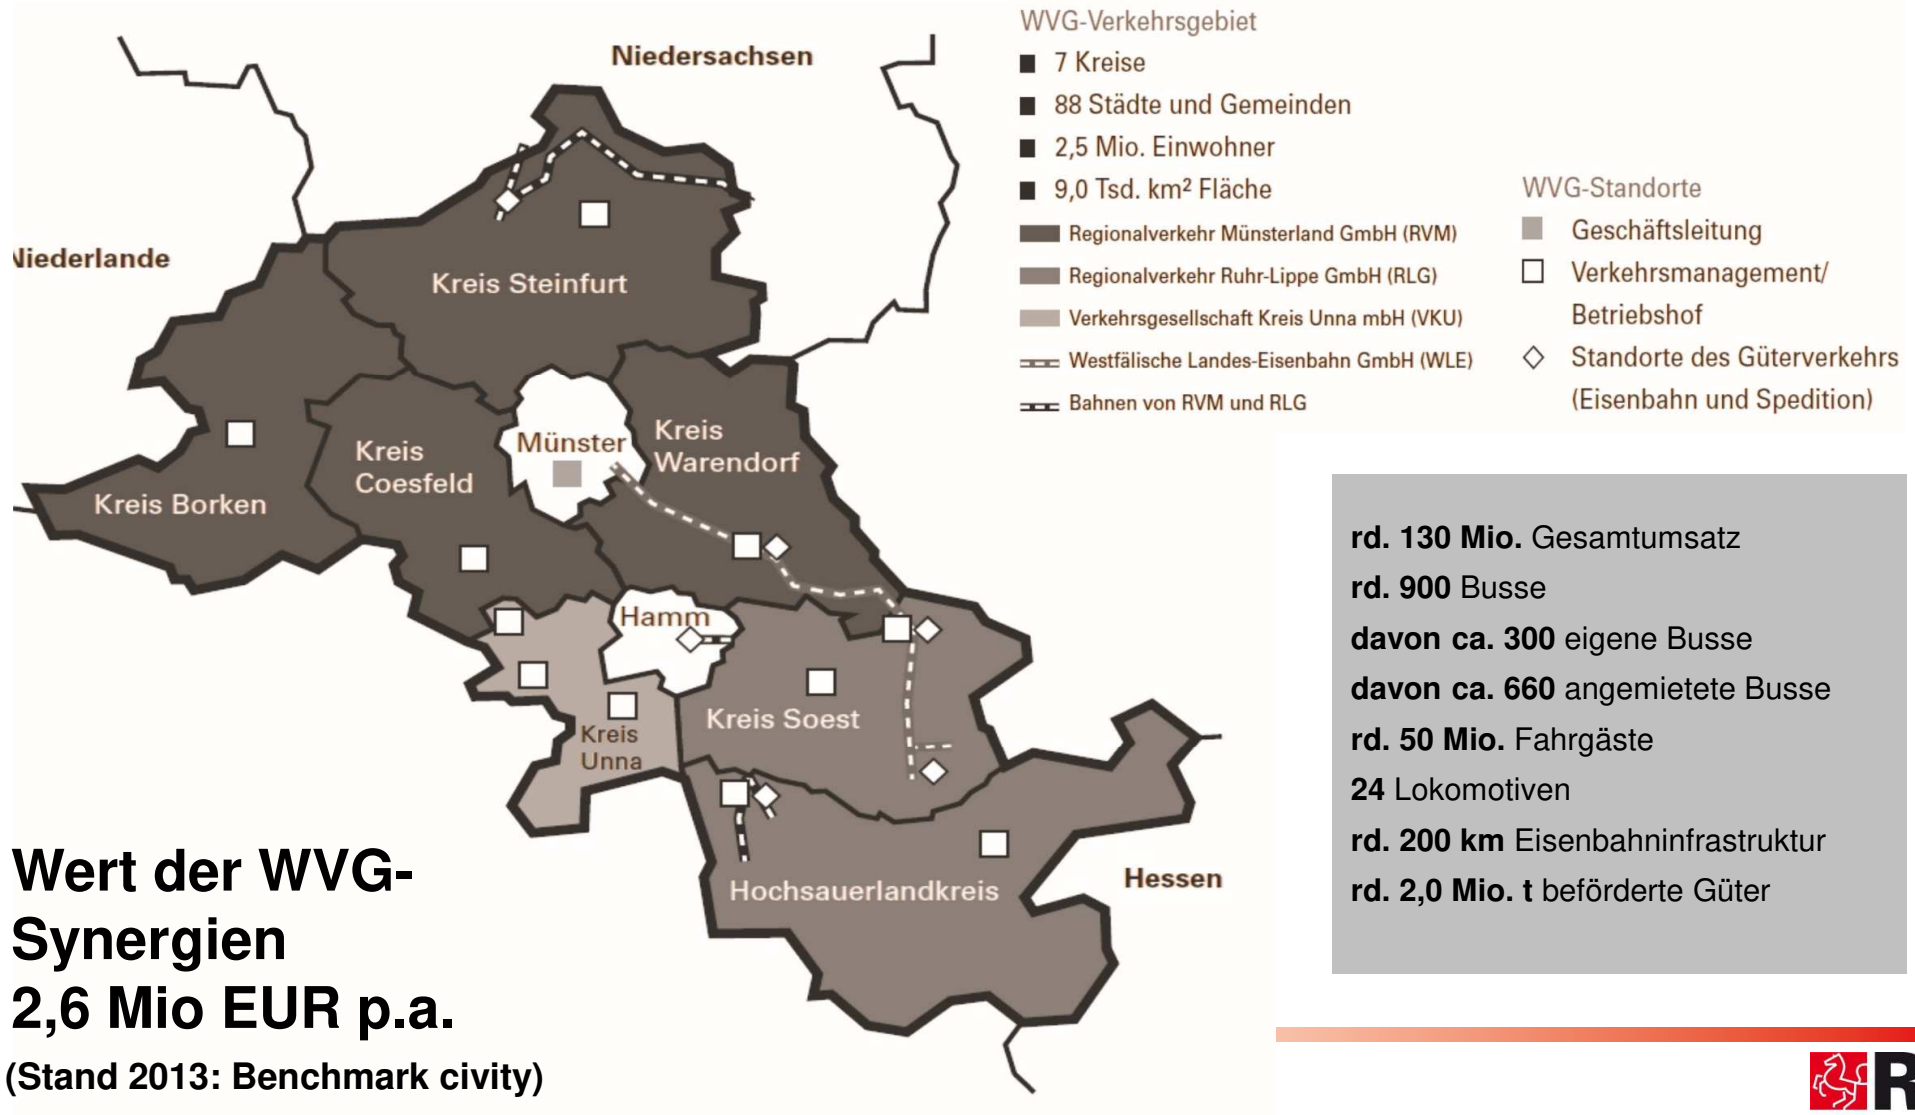 Niedersachsen
Niederlande
Kreis Steinfurt
Kreis Borken
Kreis
Coesfeld
Münster
Kreis
Warendorf
Hamm
Kreis
Unna
Kreis Soest
Hochsauerlandkreis
Hessen
WVG-Verkehrsgebiet
7 Kreise
88 Städte und Gemeinden
2,5 Mio. Einwohner
9,0 Tsd. km² Fläche
Regionalverkehr Münsterland GmbH (RVM)
Regionalverkehr Ruhr-Lippe GmbH (RLG)
Verkehrsgesellschaft Kreis Unna mbH (VKU)
Westfälische Landes-Eisenbahn GmbH (WLE)
Bahnen von RVM und RLG
WVG-Standorte
Geschäftsleitung
Verkehrsmanagement/
Betriebshof
Standorte des Güterverkehrs
(Eisenbahn und Spedition)
rd. 130 Mio. Gesamtumsatz
rd. 900 Busse
davon ca. 300 eigene Busse
davon ca. 660 angemietete Busse
rd. 50 Mio. Fahrgäste
24 Lokomotiven
rd. 200 km Eisenbahninfrastruktur
rd. 2,0 Mio. t beförderte Güter
Wert der WVG-
Synergien
2,6 Mio EUR p.a.
(Stand 2013: Benchmark civity)
R